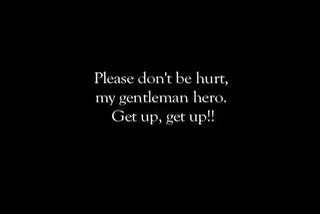 Please don't be hurt,
my gentleman hero.
Get up, get up!!